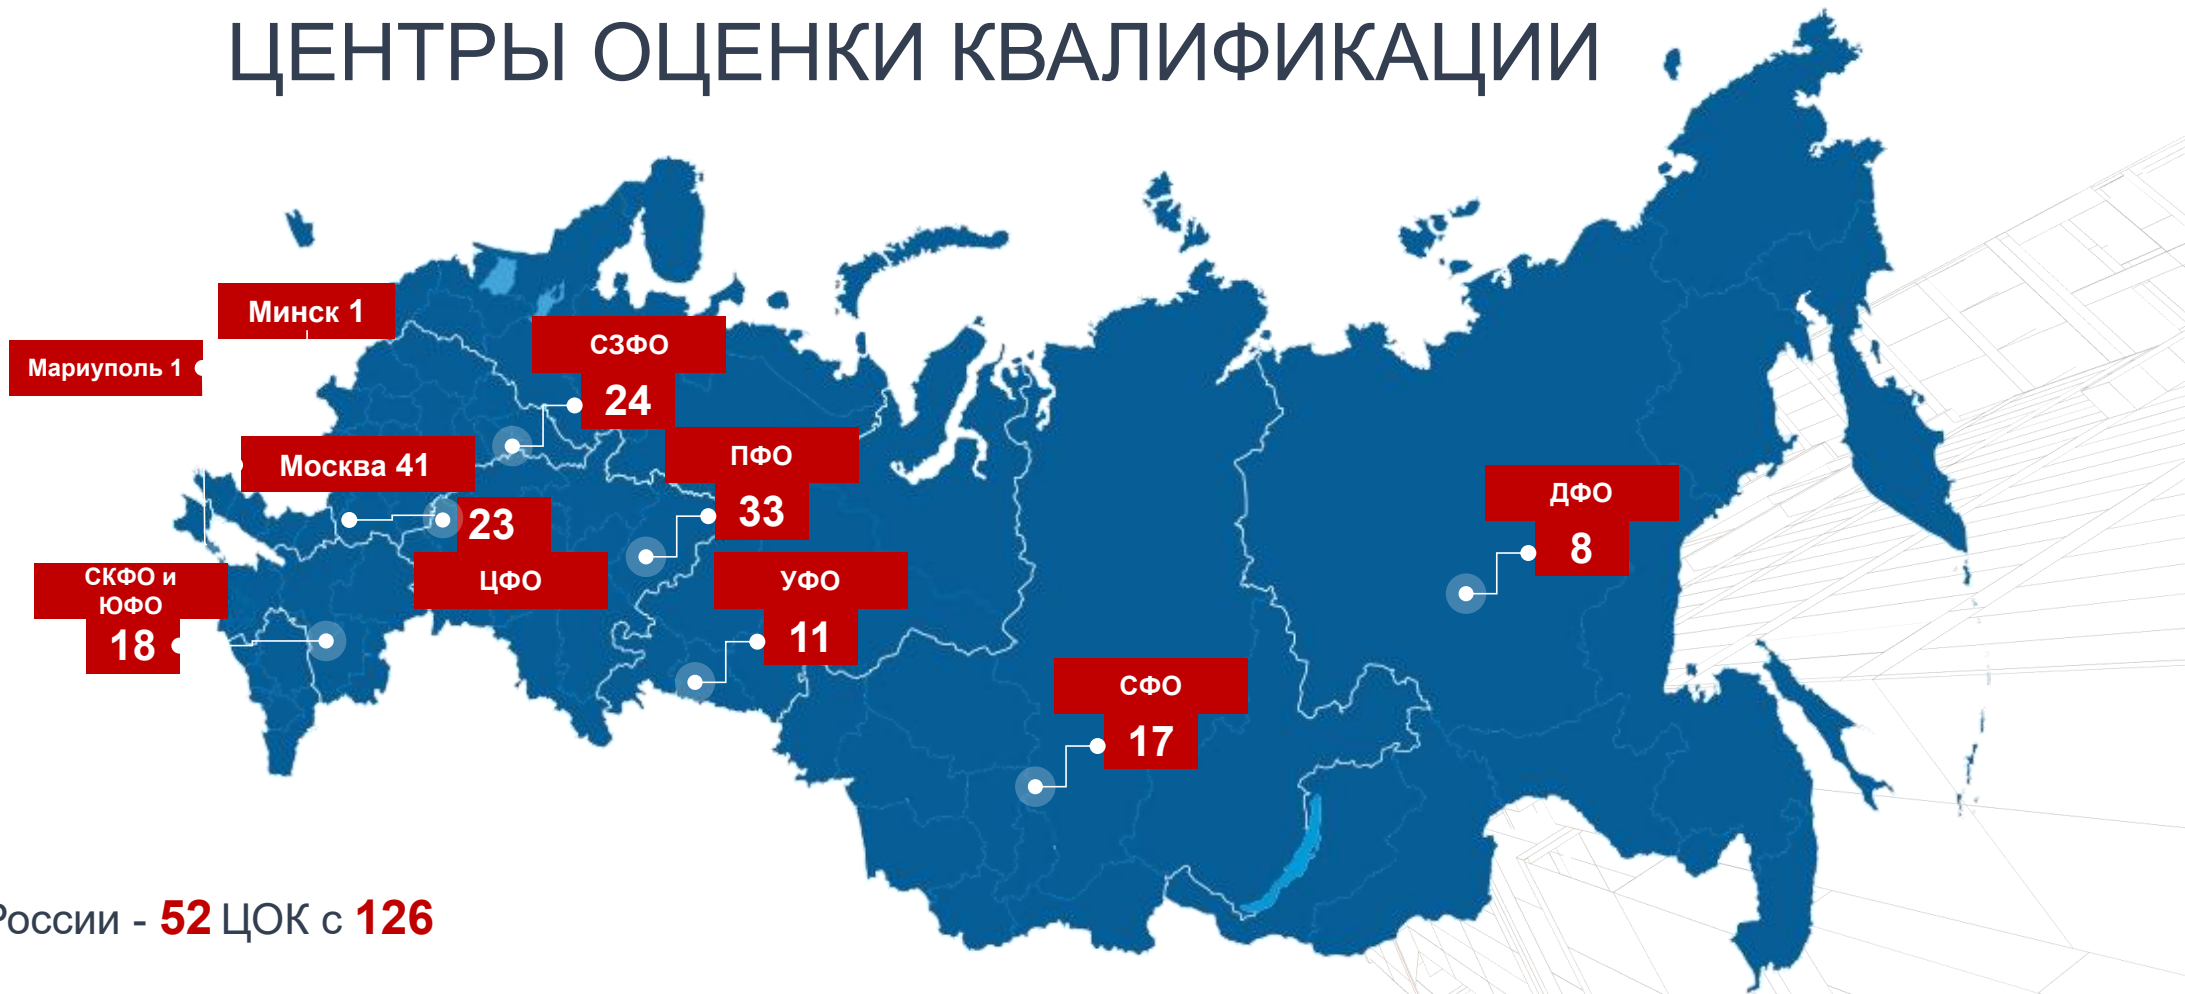 ЦЕНТРЫ ОЦЕНКИ КВАЛИФИКАЦИИ
Минск 1
Мариуполь 1
СЗФО
24
Москва 41
ПФО
33
ДФО
8
23
ЦФО
СКФО и
ЮФО
18
УФО
11
СФО
17
России - 52 ЦОК с 126